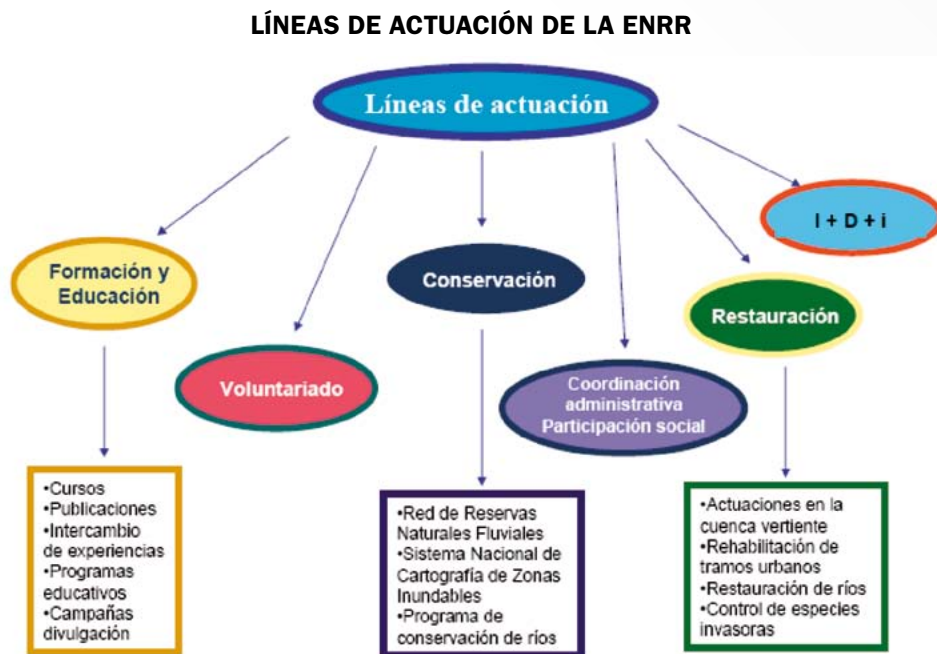 LÍNEAS DE ACTUACIÓN DE LA ENRR
Líneas de actuación
I + D + i
Formación y
Educación
Conservación
Restauración
Voluntariado
Coordinación
administrativa
Participación social
•Cursos
•Publicaciones
•Intercambio
de experiencias
•Programas
educativos
•Campañas
divulgación
•Red de Reservas
Naturales Fluviales
•Sistema Nacional de
Cartografía de Zonas
Inundables
•Programa de
conservación de ríos
•Actuaciones en la
cuenca vertiente
•Rehabilitación de
tramos urbanos
•Restauración de ríos
•Control de especies
invasoras